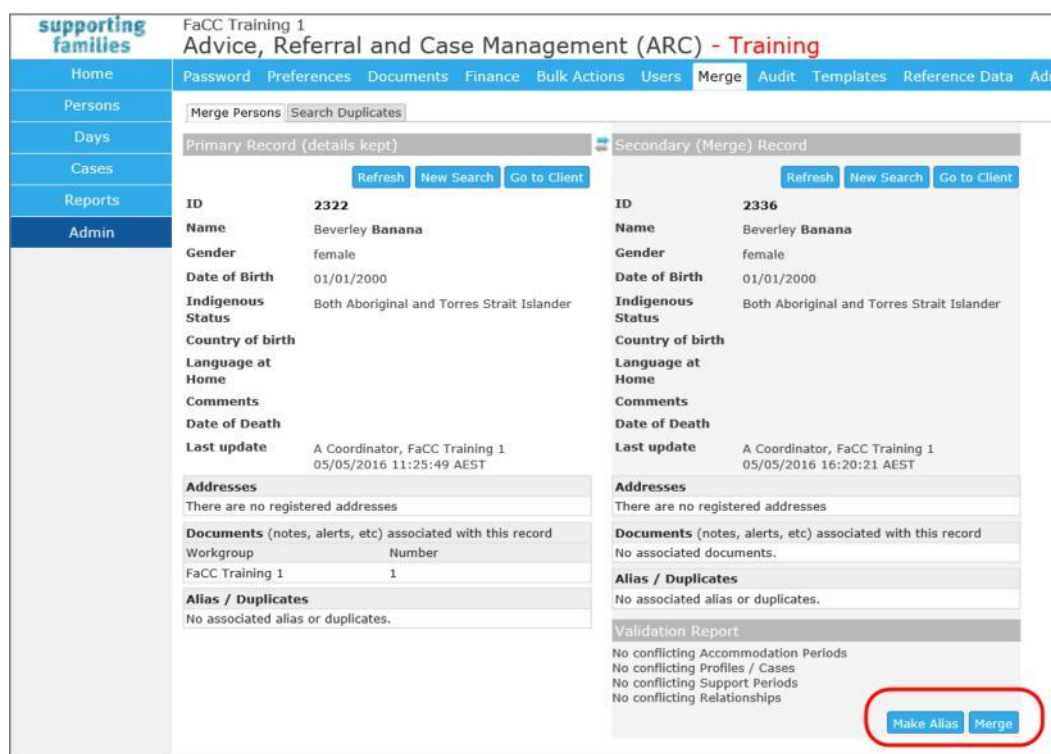 supporting
families
FaCC Training 1
Advice, Referral and Case Management (ARC) - Training
Home
Persons
Days
Cases
Reports
Admin
Password Preferences Documents Finance Bulk Actions Users Merge Audit Templates Reference Data
Merge Persons Search Duplicates
Primary Record (details kept)
Refresh New Search Go to Client
ID 2322
Name Beverley Banana
Gender female
Date of Birth 01/01/2000
Indigenous
Status Both Aboriginal and Torres Strait Islander
Country of birth
Language at
Home
Comments
Date of Death
Last update A Coordinator, FaCC Training 1
05/05/2016 11:25:49 AEST
Addresses
There are no registered addresses
Documents (notes, alerts, etc) associated with this record
Workgroup Number
FaCC Training 1 1
Alias / Duplicates
No associated alias or duplicates.
Secondary (Merge) Record
Refresh New Search Go to Client
ID 2336
Name Beverley Banana
Gender female
Date of Birth 01/01/2000
Indigenous
Status Both Aboriginal and Torres Strait Islander
Country of birth
Language at
Home
Comments
Date of Death
Last update A Coordinator, FaCC Training 1
05/05/2016 16:20:21 AEST
Addresses
There are no registered addresses
Documents (notes, alerts, etc) associated with this record
No associated documents.
Alias / Duplicates
No associated alias or duplicates.
Validation Report
No conflicting Accommodation Periods
No conflicting Profiles / Cases
No conflicting Support Periods
No conflicting Relationships
Make Alias Merge